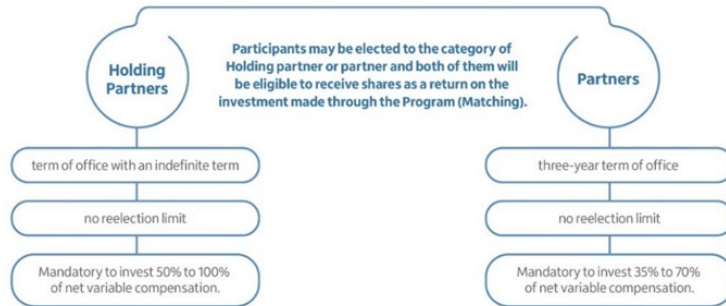 Holding
Partners
Participants may be elected to the category of
Holding partner or partner and both of them will
be eligible to receive shares as a return on the
investment made through the Program (Matching).
Partners
term of office with an indefinite term
no reelection limit
Mandatory to invest 50% to 100%
of net variable compensation.
three-year term of office
no reelection limit
Mandatory to invest 35% to 70%
of net variable compensation.